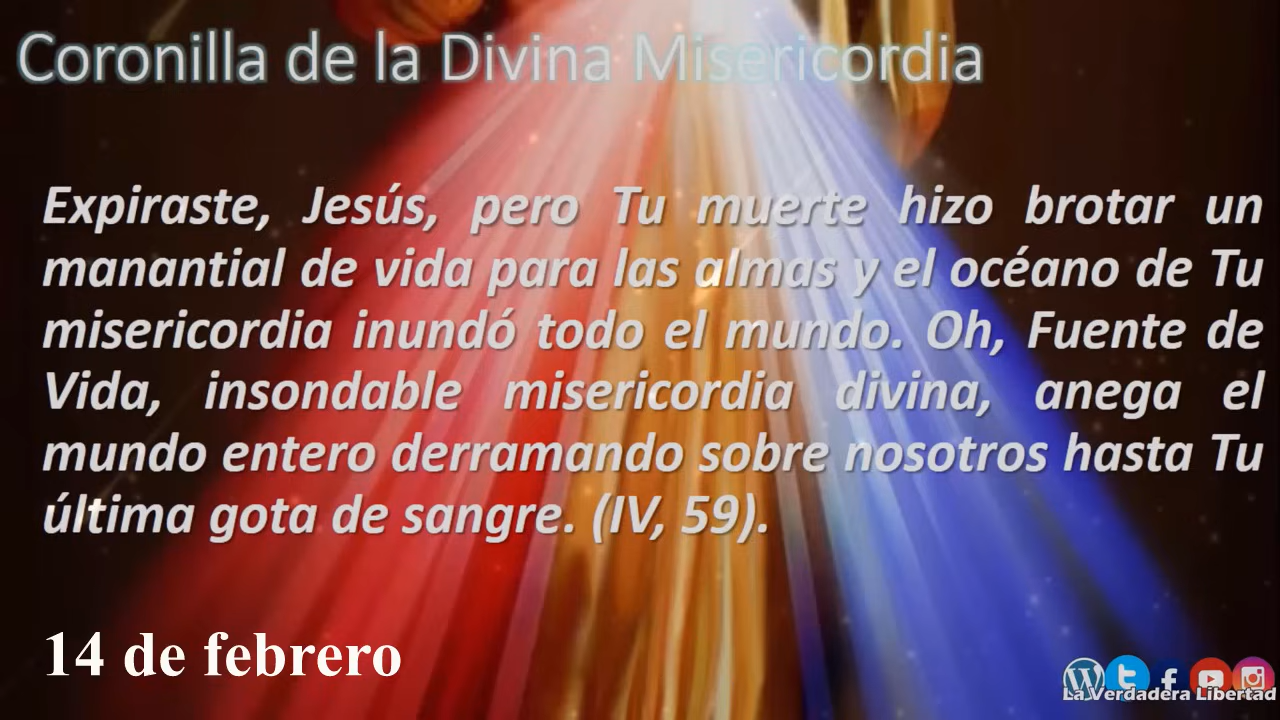 Coronilla de la Divina Misericordia
Expiraste, Jesús, pero Tu muerte hizo brotar un
manantial de vida para las almas y el océano de Tu
misericordia inundó todo el mundo. Oh, Fuente de
Vida, insondable misericordia divina, anega el
mundo entero derramando sobre nosotros hasta Tu
última gota de sangre. (IV, 59).
14 de febrero
La Verdadera Libertad